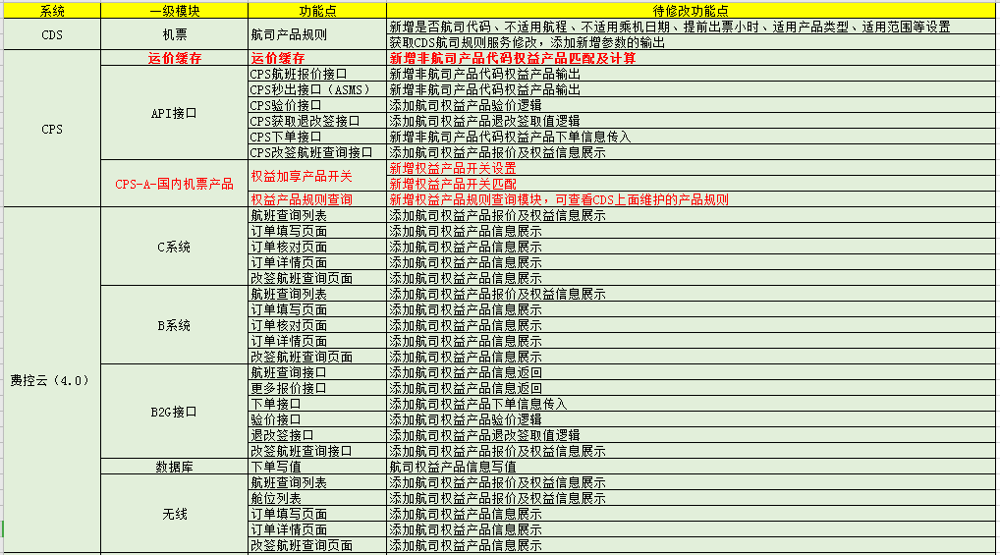 系统 一级模块 功能点 待修改功能点
CDS 机票 航司产品规则 新增是否航司代码、不适用航程、不适用乘机日期、提前出票小时、适用产品类型、适用范围等设置
获取CDS航司规则服务修改，添加新增参数的输出
CPS 运价缓存 运价缓存 新增非航司产品代码权益产品匹配及计算
API接口 CPS航班报价接口 新增非航司产品代码权益产品输出
CPS秒出接口（ASMS） 新增非航司产品代码权益产品输出
CPS验价接口 添加航司权益产品验价逻辑
CPS获取退改签接口 添加航司权益产品退改签取值逻辑
CPS下单接口 新增非航司产品代码权益产品下单信息传入
CPS改签航班查询接口 添加航司权益产品报价及权益信息展示
CPS-A-国内机票产品 权益加享产品开关 新增权益产品开关设置
新增权益产品开关匹配
权益产品规则查询 新增权益产品规则查询模块，可查看CDS上面维护的产品规则
费控云（4.0） C系统 航班查询列表 添加航司权益产品报价及权益信息展示
订单填写页面 添加航司权益产品信息展示
订单核对页面 添加航司权益产品信息展示
订单详情页面 添加航司权益产品信息展示
改签航班查询页面 添加航司权益产品信息展示
B系统 航班查询列表 添加航司权益产品报价及权益信息展示
订单填写页面 添加航司权益产品信息展示
订单核对页面 添加航司权益产品信息展示
订单详情页面 添加航司权益产品信息展示
改签航班查询页面 添加航司权益产品信息展示
B2G接口 航班查询接口 添加航司权益产品信息返回
更多报价接口 添加航司权益产品信息返回
下单接口 添加航司权益产品下单信息传入
验价接口 添加航司权益产品验价逻辑
退改签接口 添加航司权益产品退改签取值逻辑
改签航班查询接口 添加航司权益产品报价及权益信息展示
数据库 下单写值 航司权益产品信息写值
无线 航班查询列表 添加航司权益产品报价及权益信息展示
舱位列表 添加航司权益产品报价及权益信息展示
订单填写页面 添加航司权益产品信息展示
订单详情页面 添加航司权益产品信息展示
改签航班查询页面 添加航司权益产品信息展示